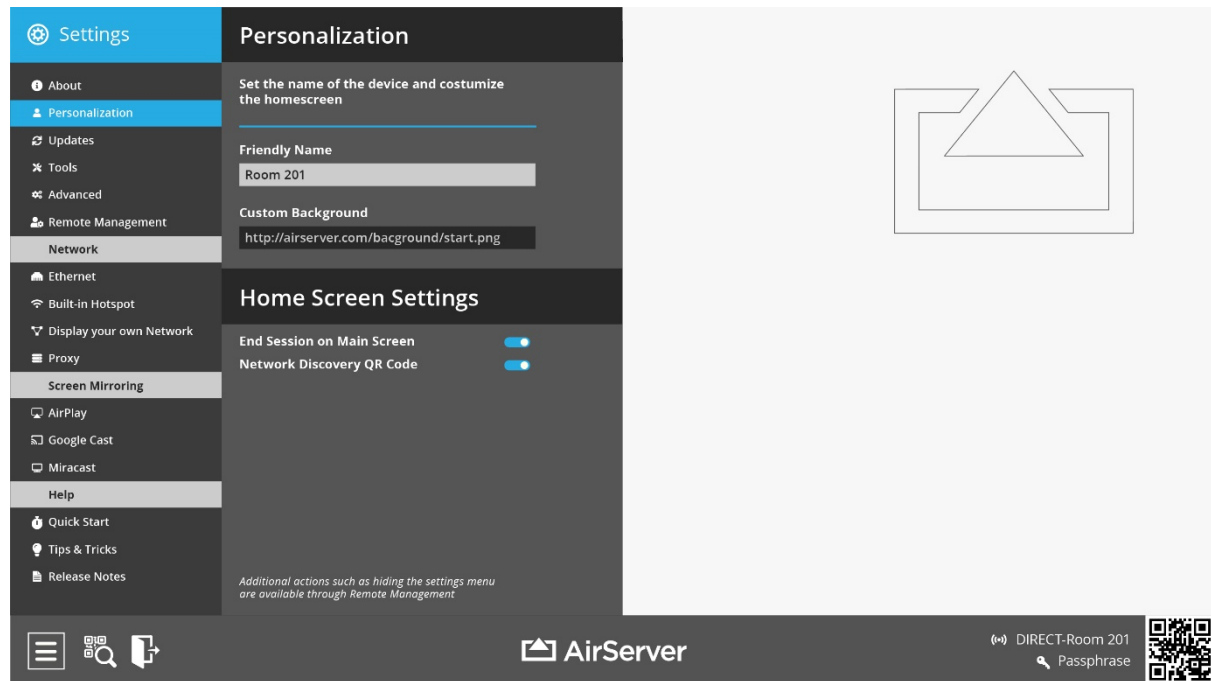 Settings
About
Personalization
Updates
Tools
Advanced
Remote Management
Network
Ethernet
Built-in Hotspot
Display your own Network
Proxy
Screen Mirroring
AirPlay
Google Cast
Miracast
Help
Quick Start
Tips & Tricks
Release Notes
Personalization
Set the name of the device and costumize
the homescreen
Friendly Name
Room 201
Custom Background
http://airserver.com/bacground/start.png
Home Screen Settings
End Session on Main Screen
Network Discovery QR Code
Additional actions such as hiding the settings menu
are available through Remote Management
AirServer
DIRECT-Room 201
Passphrase